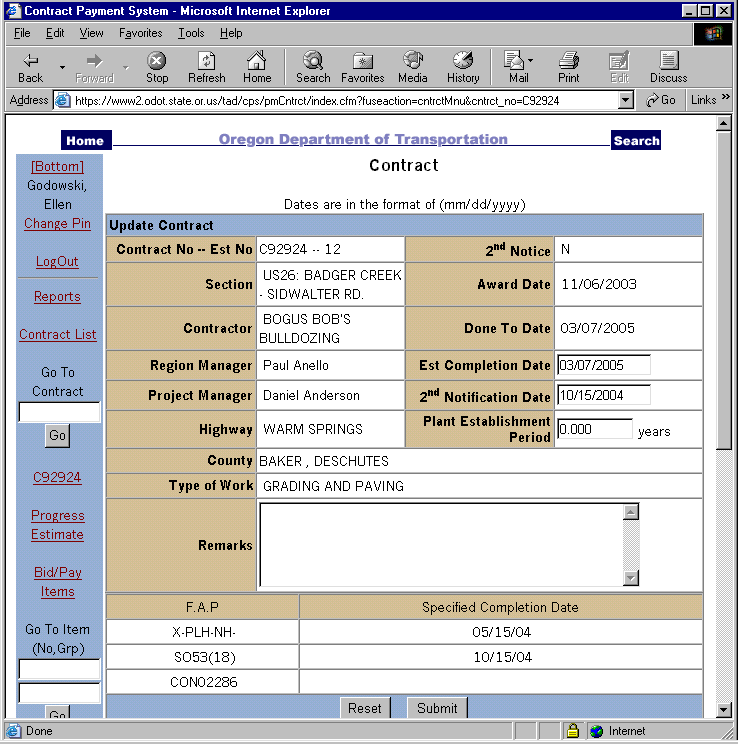 Contract Payment System - Microsoft Internet Explorer
File Edit View Favorites Tools Help
Back Forward Stop Refresh Home Search Favorites Media History Mail Print Edit Discuss
Address https://www2.odot.state.or.us/tad/cps/pmCntrct/index.cfm?fuseaction=cntrctMnu&cntrct_no=C92924 Go Links »
Home Oregon Department of Transportation Search
[Bottom]
Godowski,
Ellen
Change Pin
LogOut
Reports
Contract List
Go To
Contract
Go
C92924
Progress
Estimate
Bid/Pay
Items
Go To Item
(No,Grp)
Go
Contract
Dates are in the format of (mm/dd/yyyy)
Update Contract
Contract No -- Est No C92924 -- 12 2nd Notice N
Section US26: BADGER CREEK
- SIDWALTER RD. Award Date 11/06/2003
Contractor BOGUS BOB'S
BULLDOZING Done To Date 03/07/2005
Region Manager Paul Anello Est Completion Date 03/07/2005
Project Manager Daniel Anderson 2nd Notification Date 10/15/2004
Highway WARM SPRINGS Plant Establishment
Period 0.000 years
County BAKER , DESCHUTES
Type of Work GRADING AND PAVING
Remarks
F.A.P Specified Completion Date
X-PLH-NH- 05/15/04
S053(18) 10/15/04
CON02286
Reset Submit
Done Internet